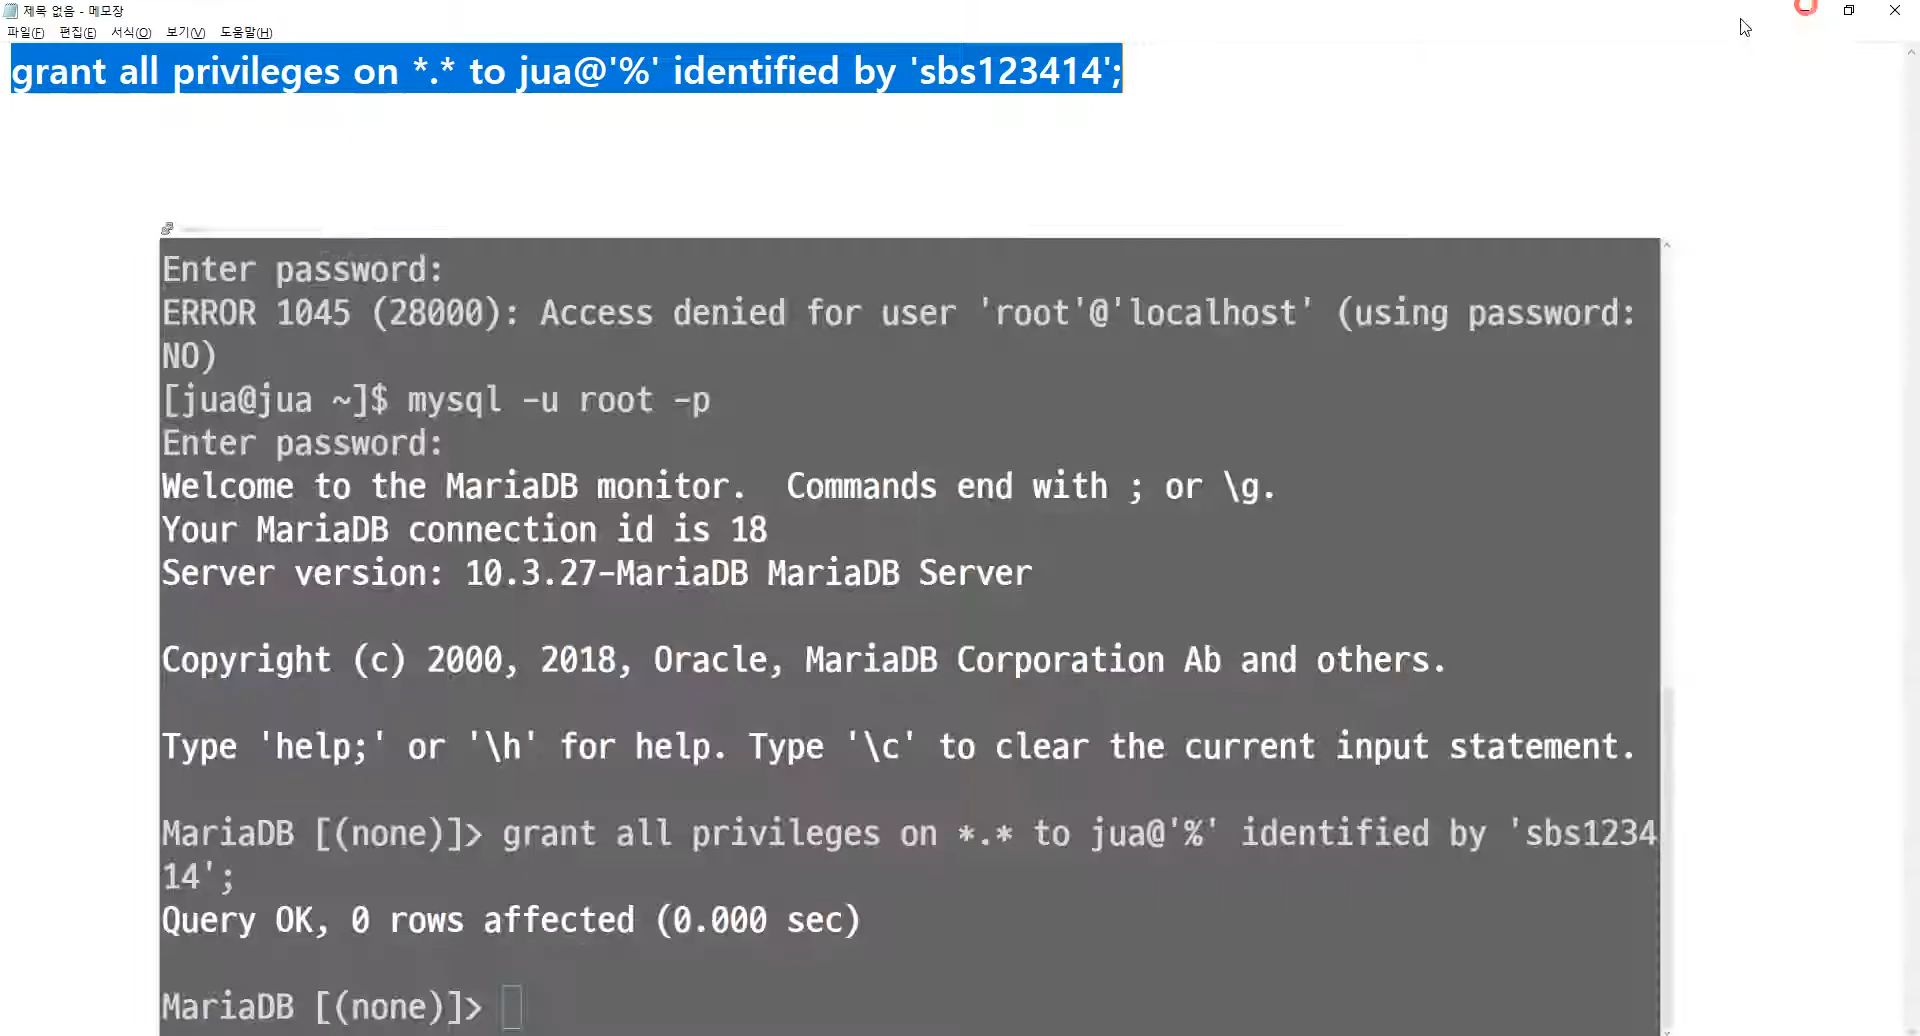 제목 없음 - 메모장
파일(F) 편집(E) 서식(O) 보기(V) 도움말(H)
grant all privileges on *.* to jua@'%' identified by 'sbs123414';
Enter password:
ERROR 1045 (28000): Access denied for user 'root'@'localhost' (using password:
NO)
[jua@jua ~]$ mysql -u root -p
Enter password:
Welcome to the MariaDB monitor.  Commands end with ; or \g.
Your MariaDB connection id is 18
Server version: 10.3.27-MariaDB MariaDB Server
Copyright (c) 2000, 2018, Oracle, MariaDB Corporation Ab and others.
Type 'help;' or '\h' for help. Type '\c' to clear the current input statement.
MariaDB [(none)]> grant all privileges on *.* to jua@'%' identified by 'sbs1234
14';
Query OK, 0 rows affected (0.000 sec)
MariaDB [(none)]>